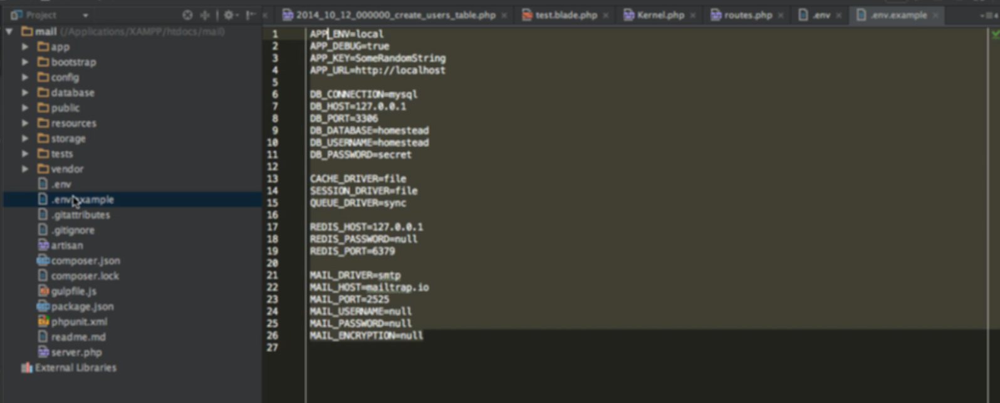 Project
2014_10_12_000000_create_users_table.php
test.blade.php
Kernel.php
routes.php
.env
.env.example
mail (/Applications/XAMPP/htdocs/mail)
app
bootstrap
config
database
public
resources
storage
tests
vendor
.env
.env.example
.gitattributes
.gitignore
artisan
composer.json
composer.lock
gulpfile.js
package.json
phpunit.xml
readme.md
server.php
External Libraries
1 APP_ENV=local
2 APP_DEBUG=true
3 APP_KEY=SomeRandomString
4 APP_URL=http://localhost
5
6 DB_CONNECTION=mysql
7 DB_HOST=127.0.0.1
8 DB_PORT=3306
9 DB_DATABASE=homestead
10 DB_USERNAME=homestead
11 DB_PASSWORD=secret
12
13 CACHE_DRIVER=file
14 SESSION_DRIVER=file
15 QUEUE_DRIVER=sync
16
17 REDIS_HOST=127.0.0.1
18 REDIS_PASSWORD=null
19 REDIS_PORT=6379
20
21 MAIL_DRIVER=smtp
22 MAIL_HOST=mailtrap.io
23 MAIL_PORT=2525
24 MAIL_USERNAME=null
25 MAIL_PASSWORD=null
26 MAIL_ENCRYPTION=null
27